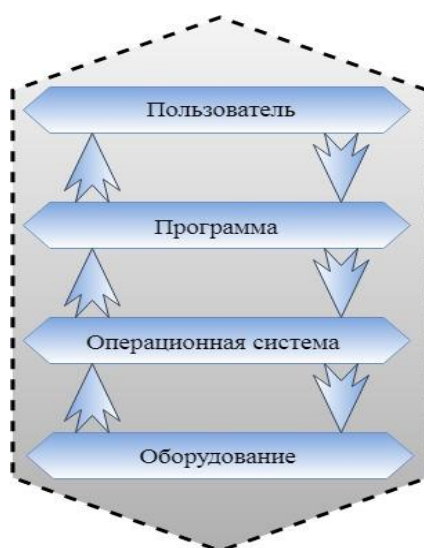 Пользователь
Программа
Операционная система
Оборудование